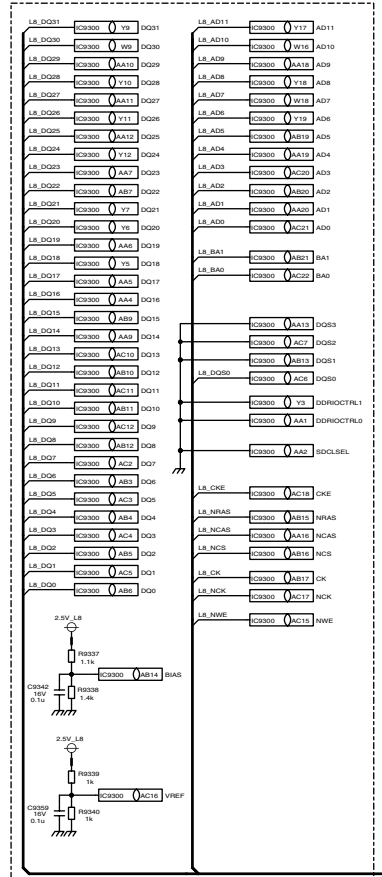 L8_DQ31 IC9300 Y9 DQ31
L8_DQ30 IC9300 W9 DQ30
L8_DQ29 IC9300 AA10 DQ29
L8_DQ28 IC9300 Y10 DQ28
L8_DQ27 IC9300 AA11 DQ27
L8_DQ26 IC9300 Y11 DQ26
L8_DQ25 IC9300 AA12 DQ25
L8_DQ24 IC9300 Y12 DQ24
L8_DQ23 IC9300 AA7 DQ23
L8_DQ22 IC9300 AB7 DQ22
L8_DQ21 IC9300 Y7 DQ21
L8_DQ20 IC9300 Y6 DQ20
L8_DQ19 IC9300 AA6 DQ19
L8_DQ18 IC9300 Y5 DQ18
L8_DQ17 IC9300 AA5 DQ17
L8_DQ16 IC9300 AA4 DQ16
L8_DQ15 IC9300 AB9 DQ15
L8_DQ14 IC9300 AA9 DQ14
L8_DQ13 IC9300 AC10 DQ13
L8_DQ12 IC9300 AB10 DQ12
L8_DQ11 IC9300 AC11 DQ11
L8_DQ10 IC9300 AB11 DQ10
L8_DQ9 IC9300 AC12 DQ9
L8_DQ8 IC9300 AB12 DQ8
L8_DQ7 IC9300 AC2 DQ7
L8_DQ6 IC9300 AB3 DQ6
L8_DQ5 IC9300 AC3 DQ5
L8_DQ4 IC9300 AB4 DQ4
L8_DQ3 IC9300 AC4 DQ3
L8_DQ2 IC9300 AB5 DQ2
L8_DQ1 IC9300 AC5 DQ1
L8_DQ0 IC9300 AB6 DQ0
2.5V_L8
R9337
1.1k
IC9300 AB14 BIAS
C9342
16V
0.1u
R9338
1.4k
2.5V_L8
R9339
1k
IC9300 AC16 VREF
C9359
16V
0.1u
R9340
1k
L8_AD11 IC9300 Y17 AD11
L8_AD10 IC9300 W16 AD10
L8_AD9 IC9300 AA18 AD9
L8_AD8 IC9300 Y18 AD8
L8_AD7 IC9300 W18 AD7
L8_AD6 IC9300 Y19 AD6
L8_AD5 IC9300 AB19 AD5
L8_AD4 IC9300 AA19 AD4
L8_AD3 IC9300 AC20 AD3
L8_AD2 IC9300 AB20 AD2
L8_AD1 IC9300 AA20 AD1
L8_AD0 IC9300 AC21 AD0
L8_BA1 IC9300 AB21 BA1
L8_BA0 IC9300 AC22 BA0
IC9300 AA13 DQS3
IC9300 AC7 DQS2
IC9300 AB13 DQS1
L8_DQS0 IC9300 AC6 DQS0
IC9300 Y3 DDRIOCTRL1
IC9300 AA1 DDRIOCTRL0
IC9300 AA2 SDCLSEL
L8_CKE IC9300 AC18 CKE
L8_NRAS IC9300 AB15 NRAS
L8_NCAS IC9300 AA16 NCAS
L8_NCS IC9300 AB16 NCS
L8_CK IC9300 AB17 CK
L8_NCK IC9300 AC17 NCK
L8_NWE IC9300 AC15 NWE